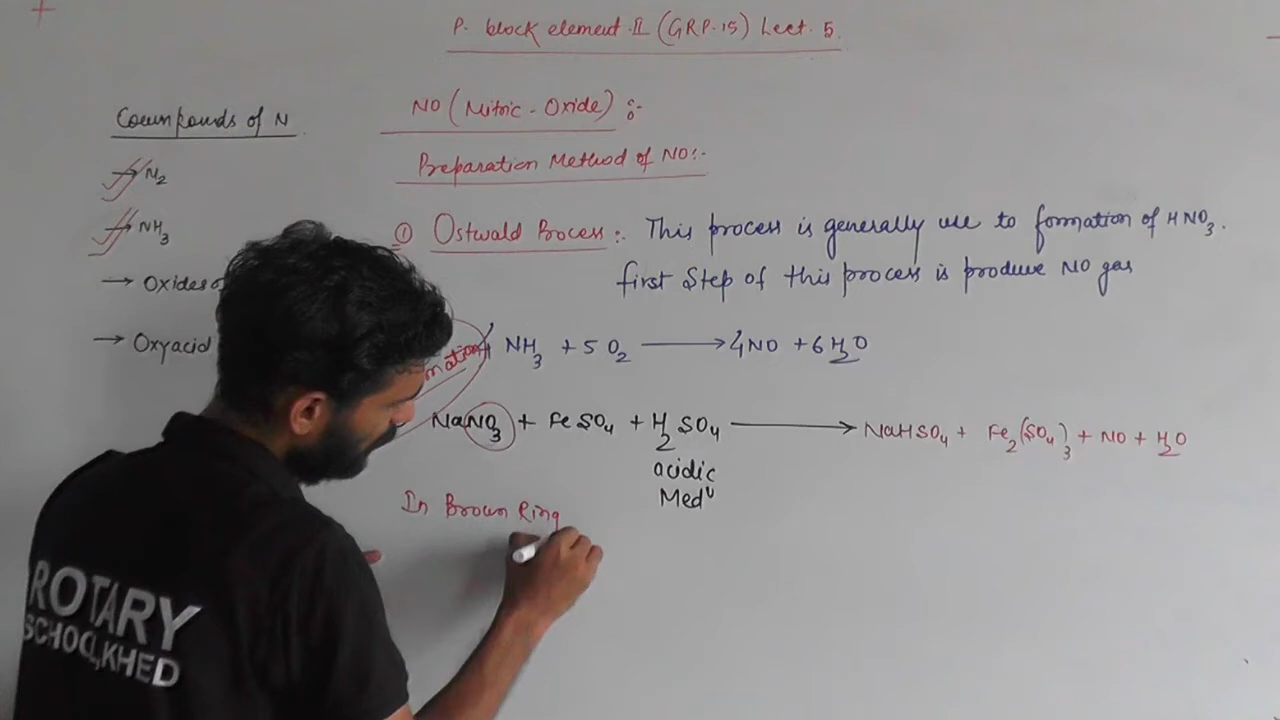 P. block element-II (GRP-15) Lect. 5.
Compounds of N
→ N2
→ NH3
→ Oxides
→ Oxyacid
NO (Nitric-Oxide) :-
Preparation Method of NO:-
① Ostwald Process :- This process is generally use to formation of HNO3.
first step of this process is produce NO gas
NH3 + 5O2 → 4NO + 6H2O
NaNO3 + FeSO4 + H2SO4 → NaHSO4 + Fe2(SO4)3 + NO + H2O
acidic
Medᵘ
In Brown Ring
ROTARY
SCHOOL, KHED